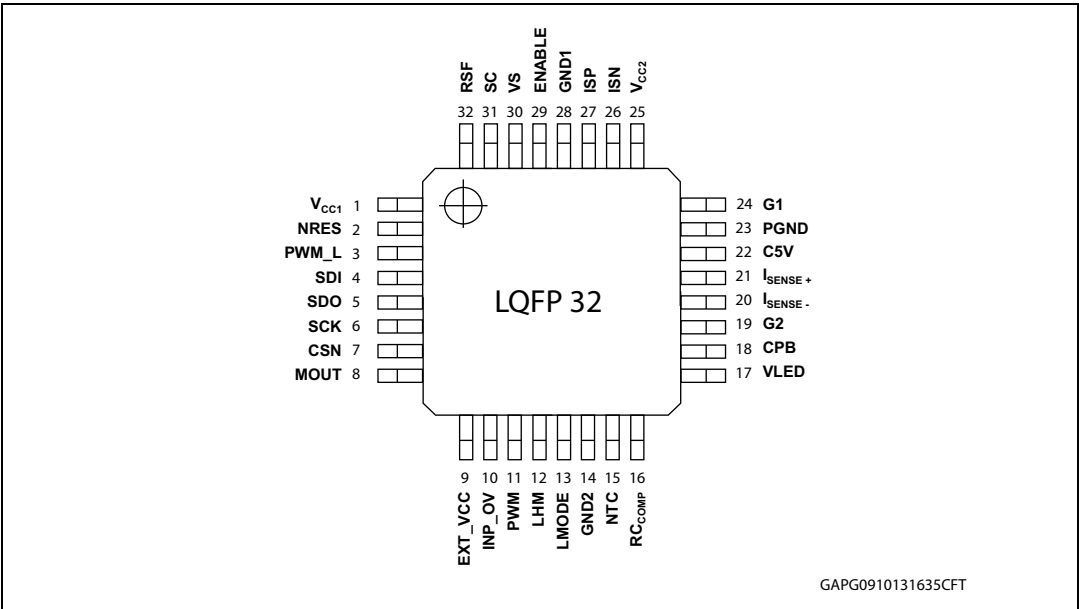 RSF
SC
VS
ENABLE
GND1
ISP
ISN
VCC2
32 31 30 29 28 27 26 25
VCC1 1
NRES 2
PWM_L 3
SDI 4
SDO 5
SCK 6
CSN 7
MOUT 8
LQFP 32
24 G1
23 PGND
22 C5V
21 ISENSE +
20 ISENSE -
19 G2
18 CPB
17 VLED
9 10 11 12 13 14 15 16
EXT_VCC
INP_OV
PWM
LHM
LMODE
GND2
NTC
RCCOMP
GAPG0910131635CFT